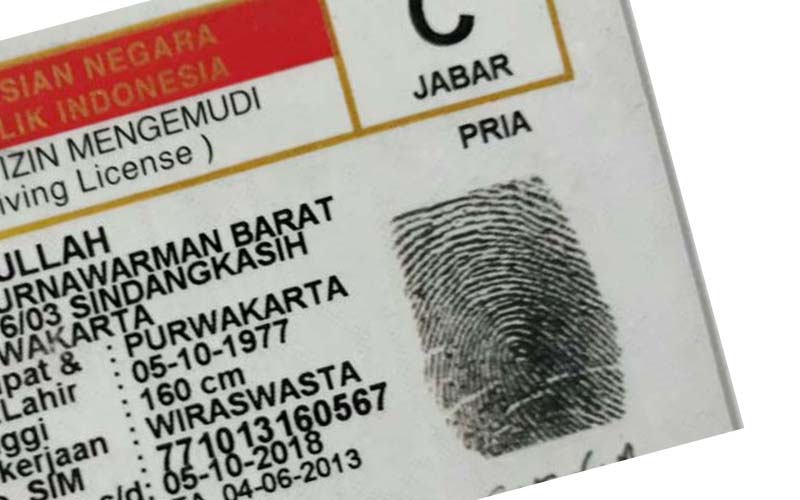 SIAN NEGARA
LIK INDONESIA
IZIN MENGEMUDI
iving License )
C
JABAR
PRIA
ULLAH
URNAWARMAN BARAT
6/03 SINDANGKASIH
WAKARTA
pat & : PURWAKARTA
Lahir : 05-10-1977
ggi : 160 cm
kerjaan : WIRASWASTA
SIM : 771013160567
s/d: 05-10-2018
TA, 04-06-2013